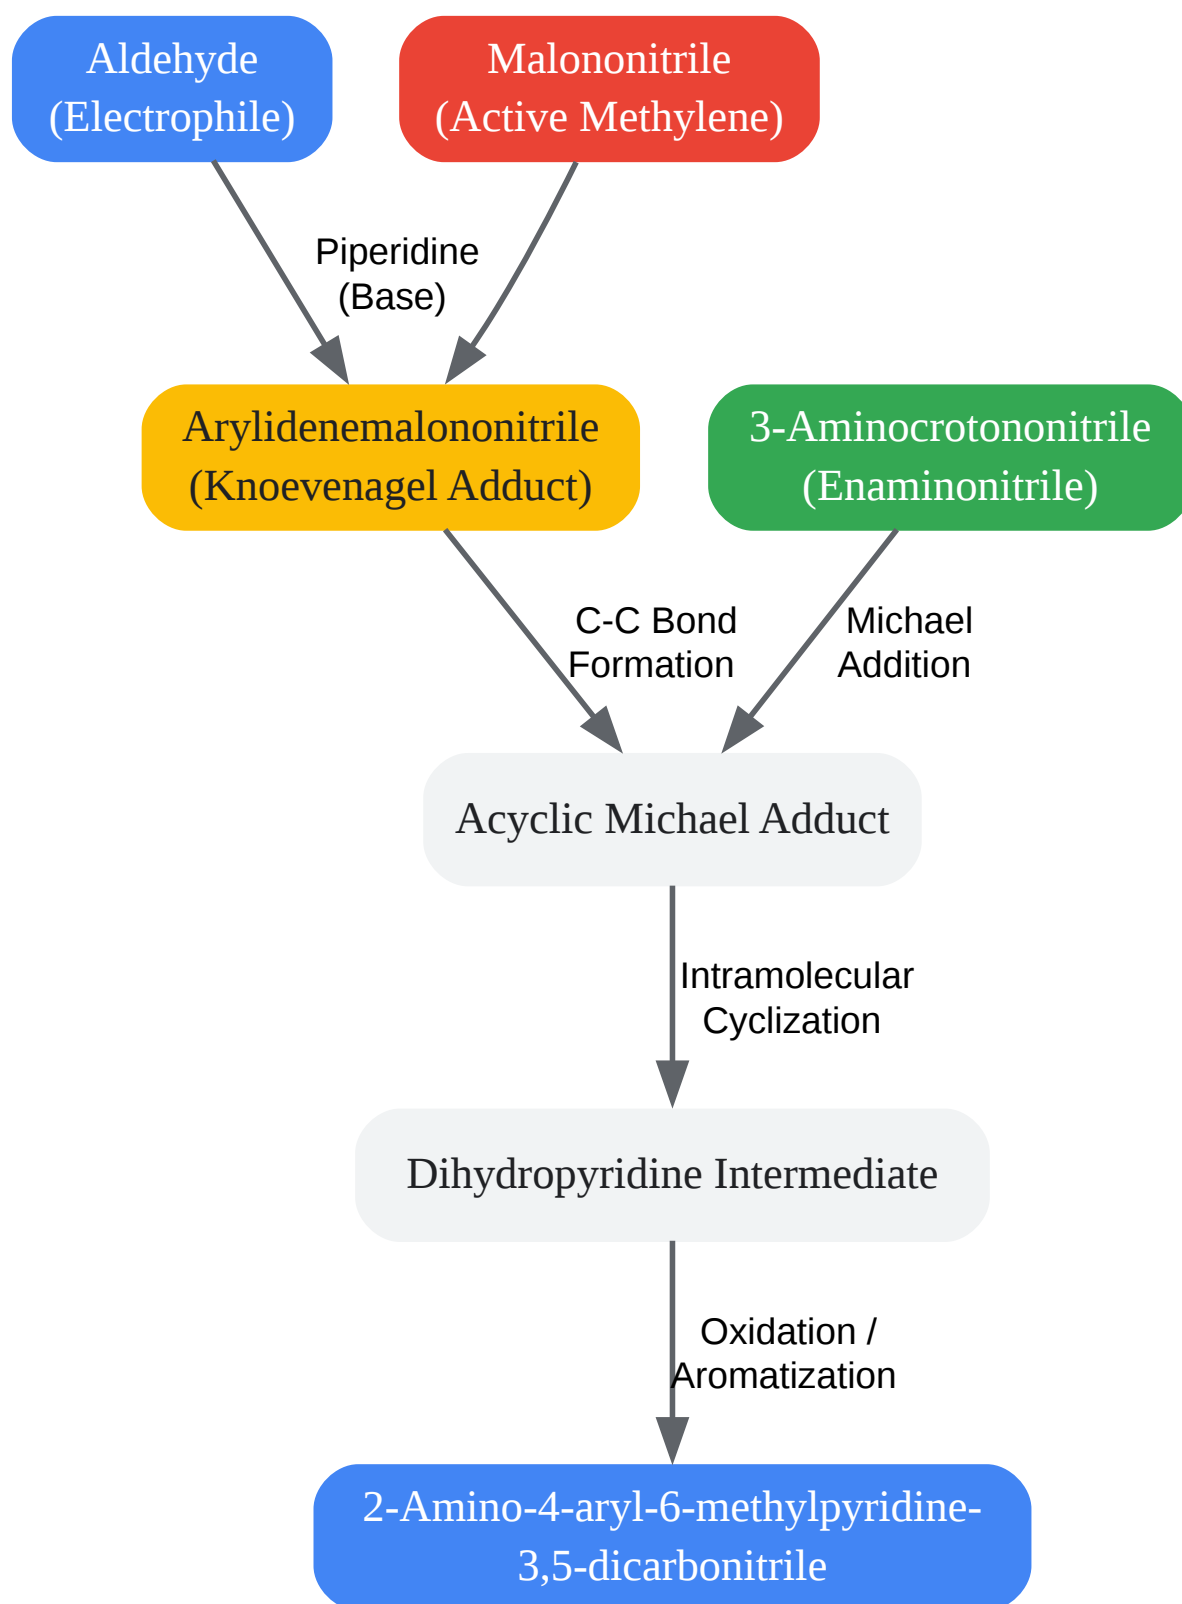 Aldehyde
(Electrophile)
Malononitrile
(Active Methylene)
Piperidine
(Base)
Arylidenemalononitrile
(Knoevenagel Adduct)
3-Aminocrotononitrile
(Enaminonitrile)
C-C Bond
Formation
Michael
Addition
Acyclic Michael Adduct
Intramolecular
Cyclization
Dihydropyridine Intermediate
Oxidation /
Aromatization
2-Amino-4-aryl-6-methylpyridine-
3,5-dicarbonitrile